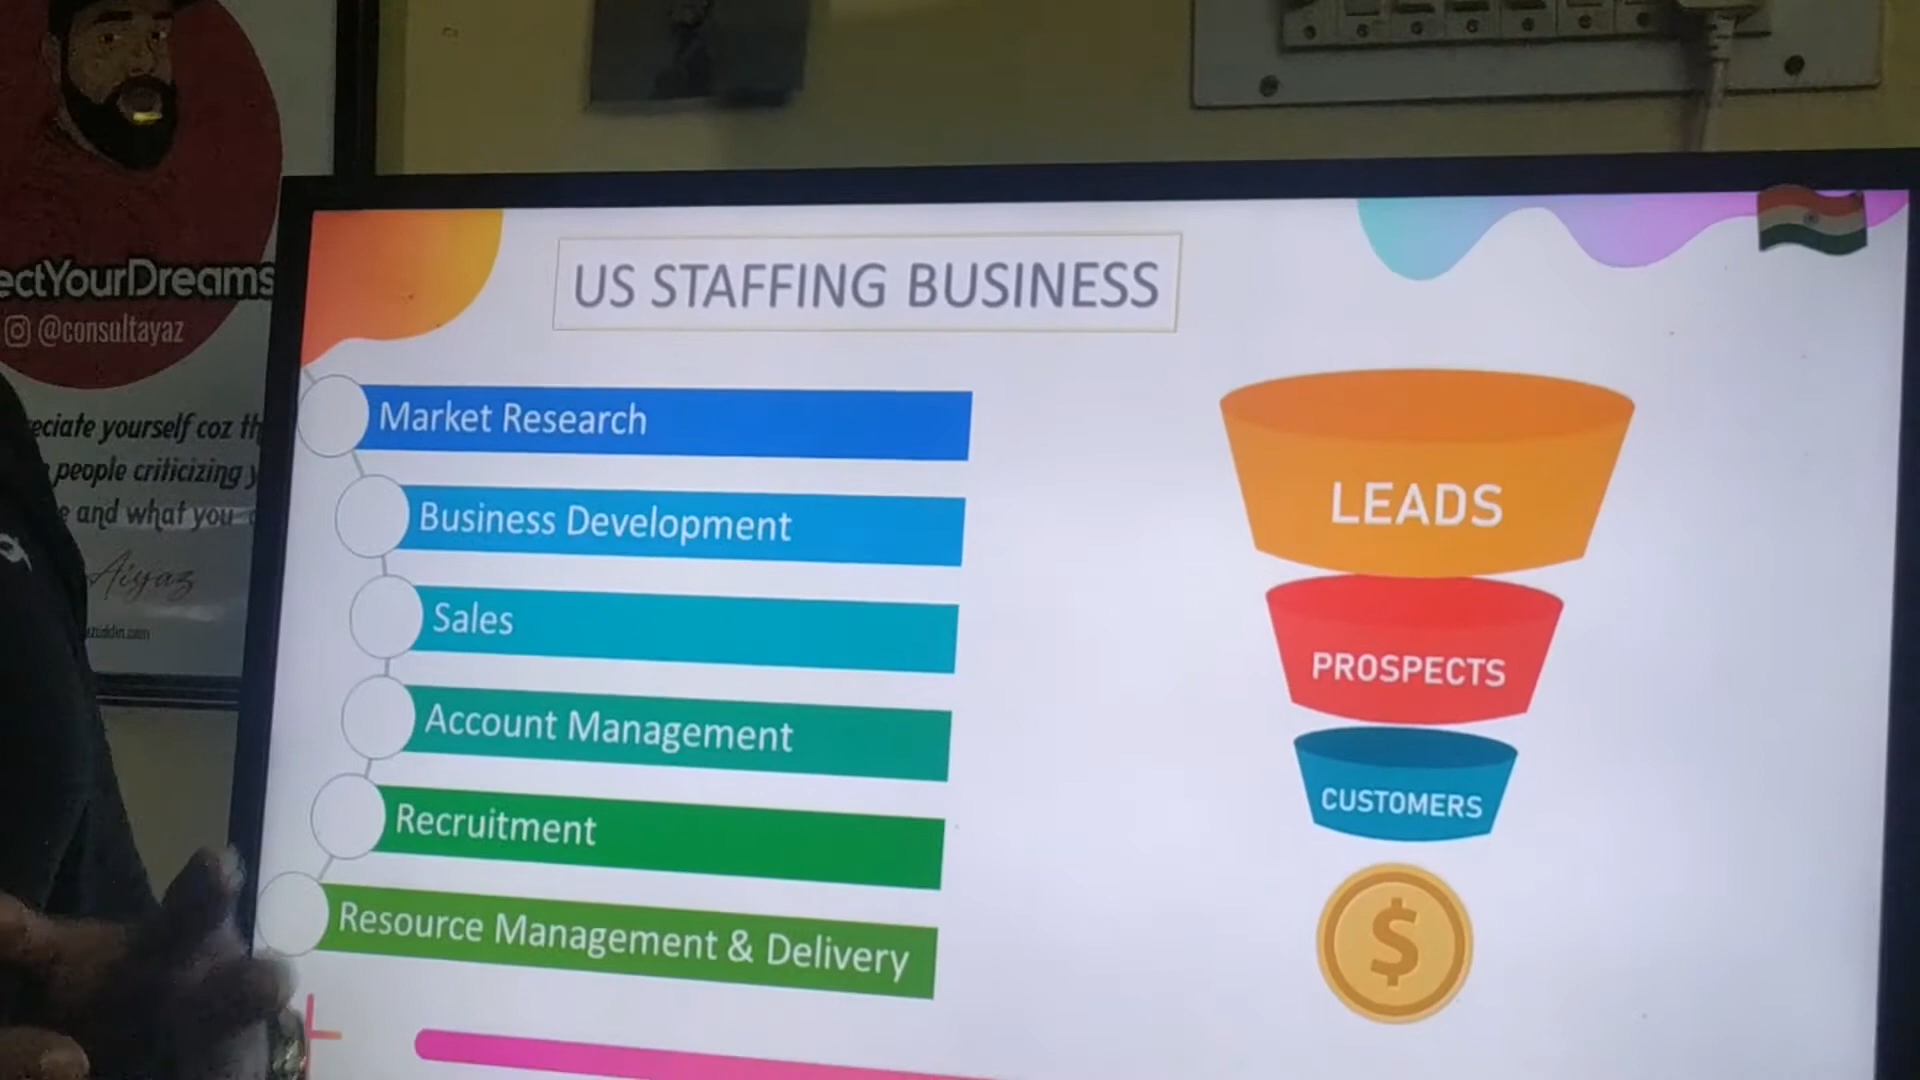 ectYourDreams
@consultayaz
eciate yourself coz th
people criticizing y
e and what you
Aiyaz
US STAFFING BUSINESS
Market Research
Business Development
Sales
Account Management
Recruitment
Resource Management & Delivery
LEADS
PROSPECTS
CUSTOMERS
$